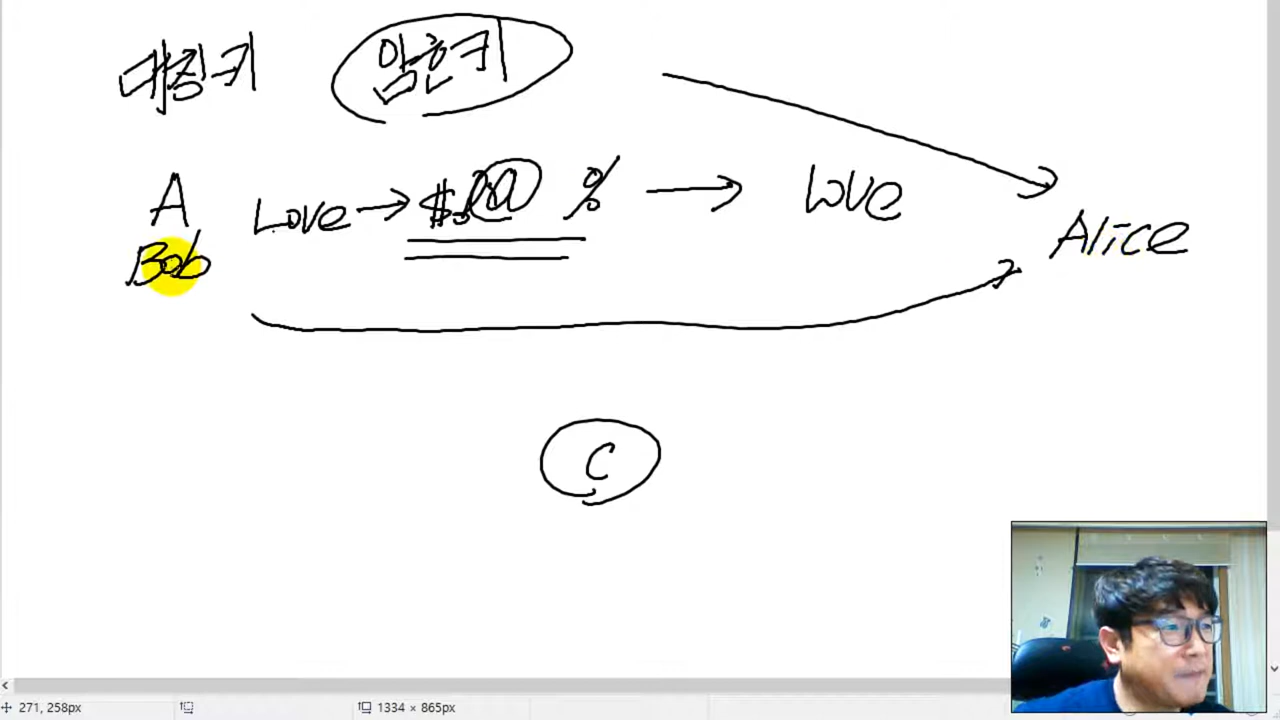 대칭키 암호키
A Love → $@ % → Love
Bob Alice
C
271, 258px 1334 × 865px